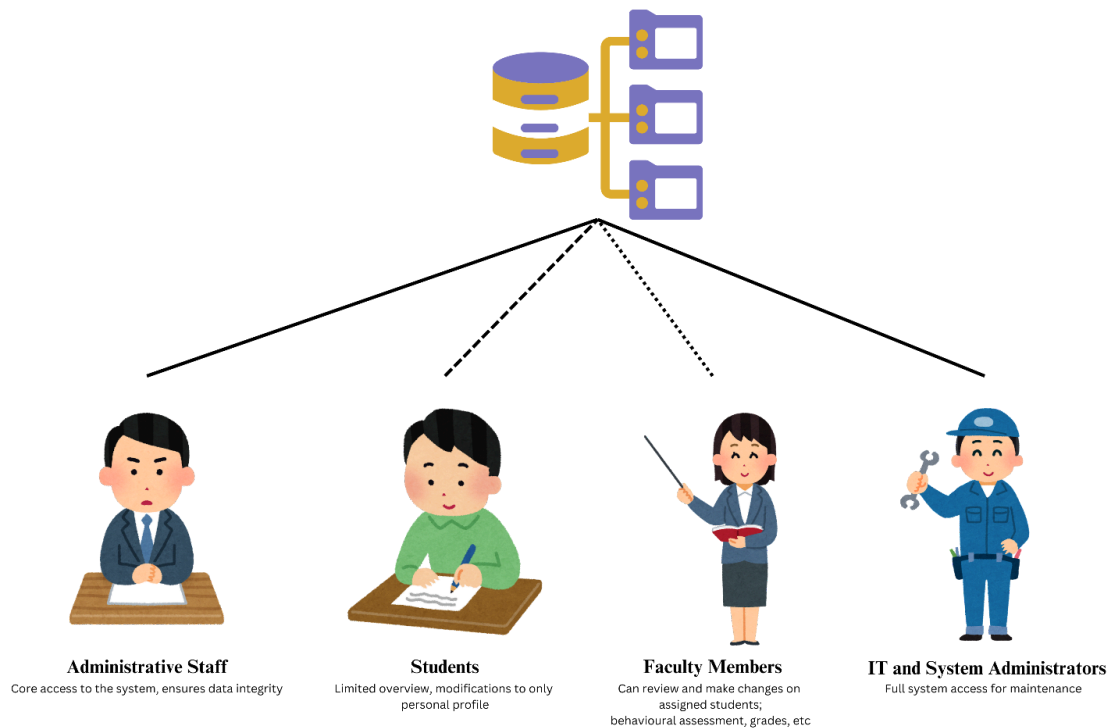 Administrative Staff
Core access to the system, ensures data integrity
Students
Limited overview, modifications to only
personal profile
Faculty Members
Can review and make changes on
assigned students;
behavioural assessment, grades, etc
IT and System Administrators
Full system access for maintenance